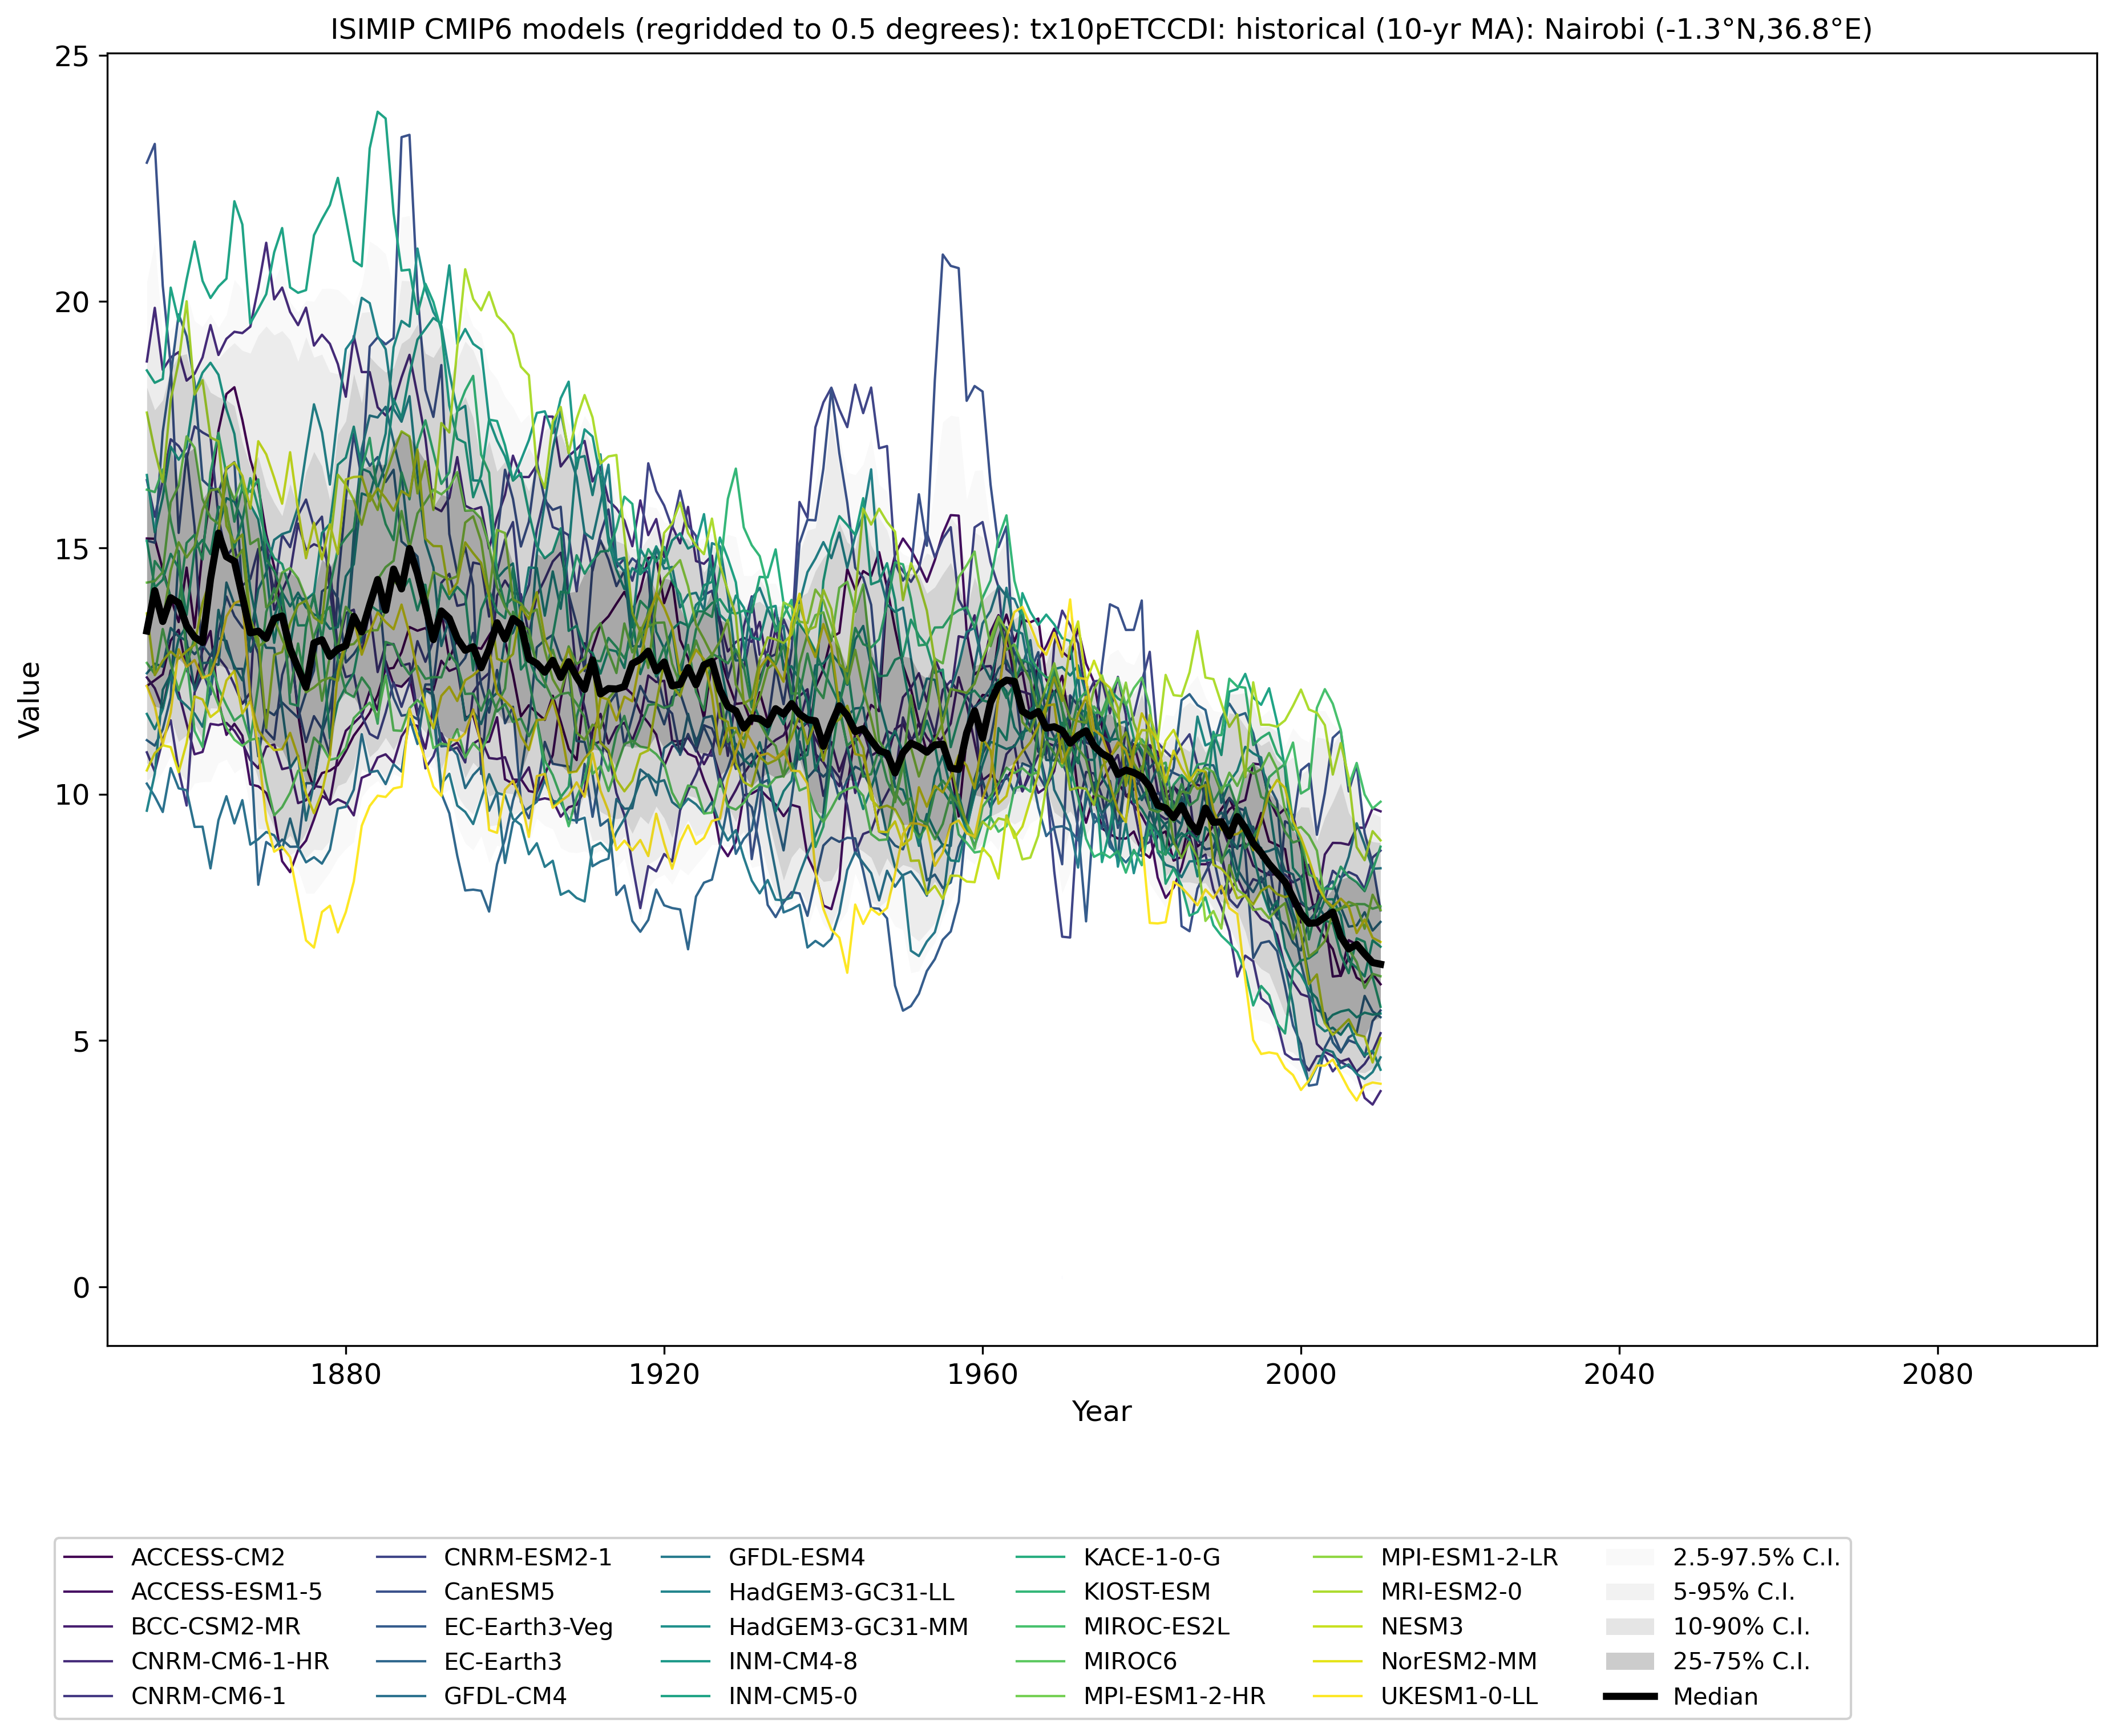 ISIMIP CMIP6 models (regridded to 0.5 degrees): tx10pETCCDI: historical (10-yr MA): Nairobi (-1.3°N,36.8°E)
25
20
15
10
5
0
Value
1880 1920 1960 2000 2040 2080
Year
ACCESS-CM2 CNRM-ESM2-1 GFDL-ESM4 KACE-1-0-G MPI-ESM1-2-LR 2.5-97.5% C.I.
ACCESS-ESM1-5 CanESM5 HadGEM3-GC31-LL KIOST-ESM MRI-ESM2-0 5-95% C.I.
BCC-CSM2-MR EC-Earth3-Veg HadGEM3-GC31-MM MIROC-ES2L NESM3 10-90% C.I.
CNRM-CM6-1-HR EC-Earth3 INM-CM4-8 MIROC6 NorESM2-MM 25-75% C.I.
CNRM-CM6-1 GFDL-CM4 INM-CM5-0 MPI-ESM1-2-HR UKESM1-0-LL Median